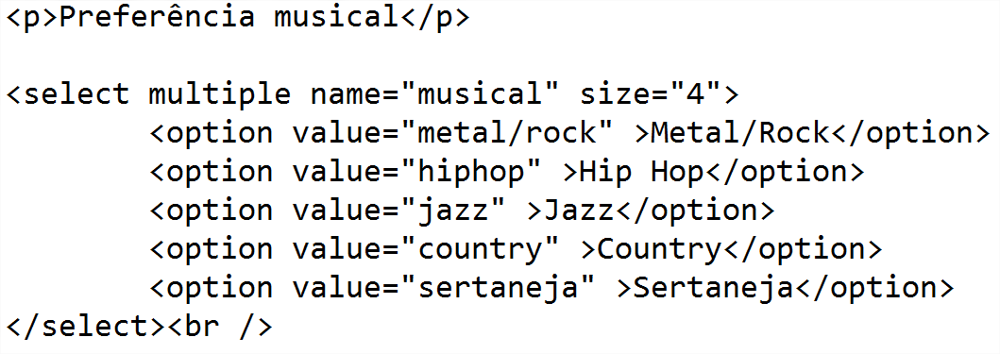 <p>Preferência musical</p>
<select multiple name="musical" size="4">
<option value="metal/rock" >Metal/Rock</option>
<option value="hiphop" >Hip Hop</option>
<option value="jazz" >Jazz</option>
<option value="country" >Country</option>
<option value="sertaneja" >Sertaneja</option>
</select><br />